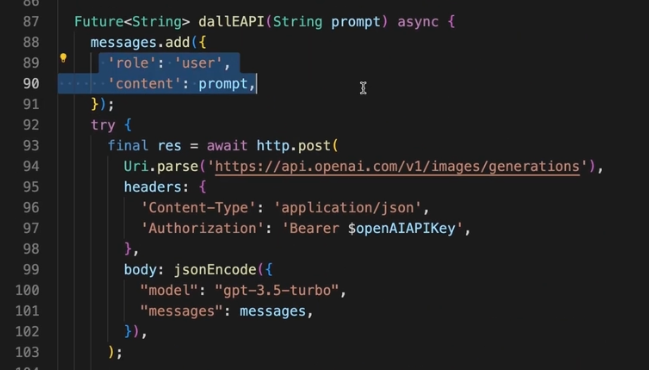 87 Future<String> dallEAPI(String prompt) async {
88 messages.add({
89 'role': 'user',
90 'content': prompt,
91 });
92 try {
93 final res = await http.post(
94 Uri.parse('https://api.openai.com/v1/images/generations'),
95 headers: {
96 'Content-Type': 'application/json',
97 'Authorization': 'Bearer $openAIAPIKey',
98 },
99 body: jsonEncode({
100 "model": "gpt-3.5-turbo",
101 "messages": messages,
102 }),
103 );